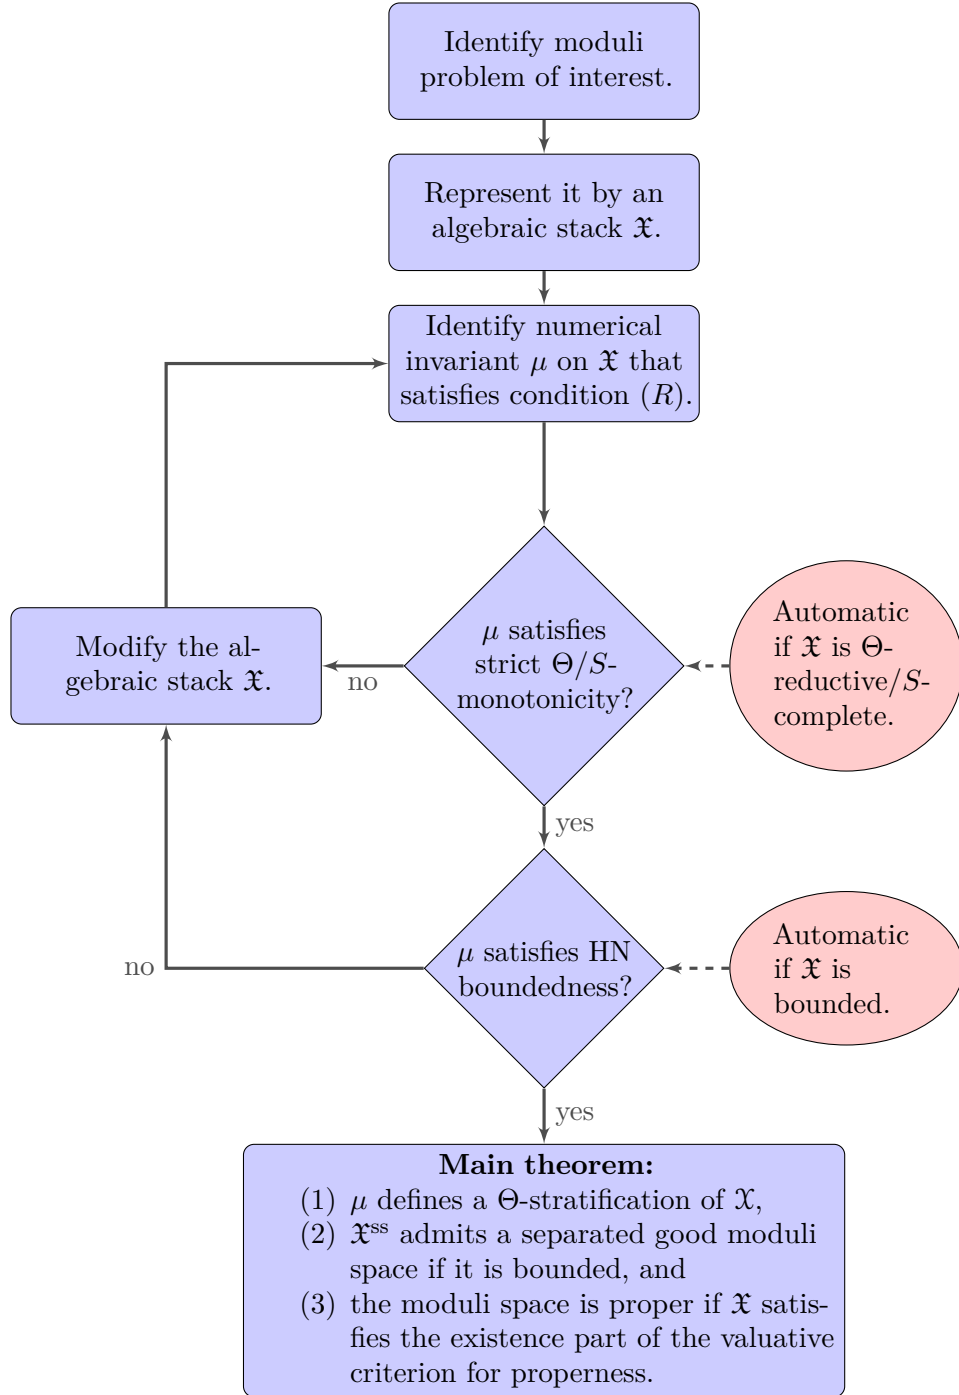 Identify moduli
problem of interest.
Represent it by an
algebraic stack 𝔛.
Identify numerical
invariant μ on 𝔛 that
satisfies condition (R).
Modify the al-
gebraic stack 𝔛.
no
μ satisfies
strict Θ/S-
monotonicity?
Automatic
if 𝔛 is Θ-
reductive/S-
complete.
yes
no
μ satisfies HN
boundedness?
Automatic
if 𝔛 is
bounded.
yes
Main theorem:
(1) μ defines a Θ-stratification of 𝒳,
(2) 𝔛ˢˢ admits a separated good moduli
space if it is bounded, and
(3) the moduli space is proper if 𝔛 satis-
fies the existence part of the valuative
criterion for properness.